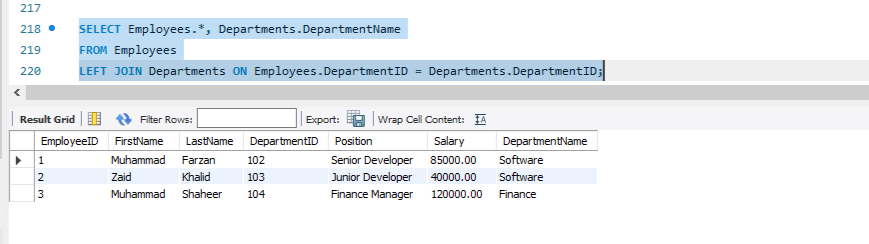 217
218 SELECT Employees.*, Departments.DepartmentName
219 FROM Employees
220 LEFT JOIN Departments ON Employees.DepartmentID = Departments.DepartmentID;
Result Grid Filter Rows: Export: Wrap Cell Content:
EmployeeID FirstName LastName DepartmentID Position Salary DepartmentName
1 Muhammad Farzan 102 Senior Developer 85000.00 Software
2 Zaid Khalid 103 Junior Developer 40000.00 Software
3 Muhammad Shaheer 104 Finance Manager 120000.00 Finance